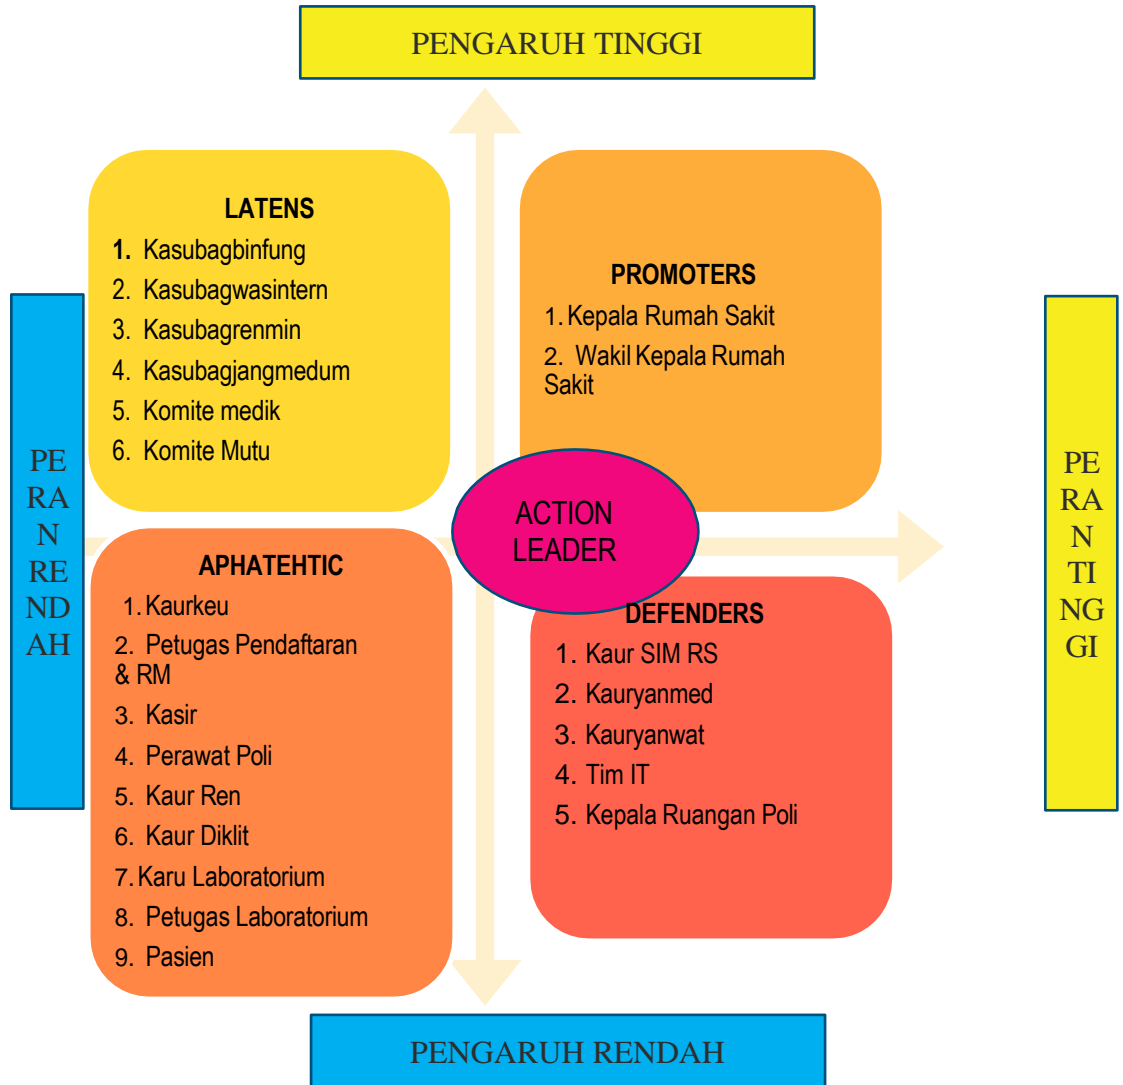 PENGARUH TINGGI
LATENS
1. Kasubagbinfung
2. Kasubagwasintern
3. Kasubagrenmin
4. Kasubagjangmedum
5. Komite medik
6. Komite Mutu
PROMOTERS
1. Kepala Rumah Sakit
2. Wakil Kepala Rumah
Sakit
PE
RA
N
RE
ND
AH
ACTION
LEADER
PE
RA
N
TI
NG
GI
APHATEHTIC
1. Kaurkeu
2. Petugas Pendaftaran
& RM
3. Kasir
4. Perawat Poli
5. Kaur Ren
6. Kaur Diklit
7. Karu Laboratorium
8. Petugas Laboratorium
9. Pasien
DEFENDERS
1. Kaur SIM RS
2. Kauryanmed
3. Kauryanwat
4. Tim IT
5. Kepala Ruangan Poli
PENGARUH RENDAH